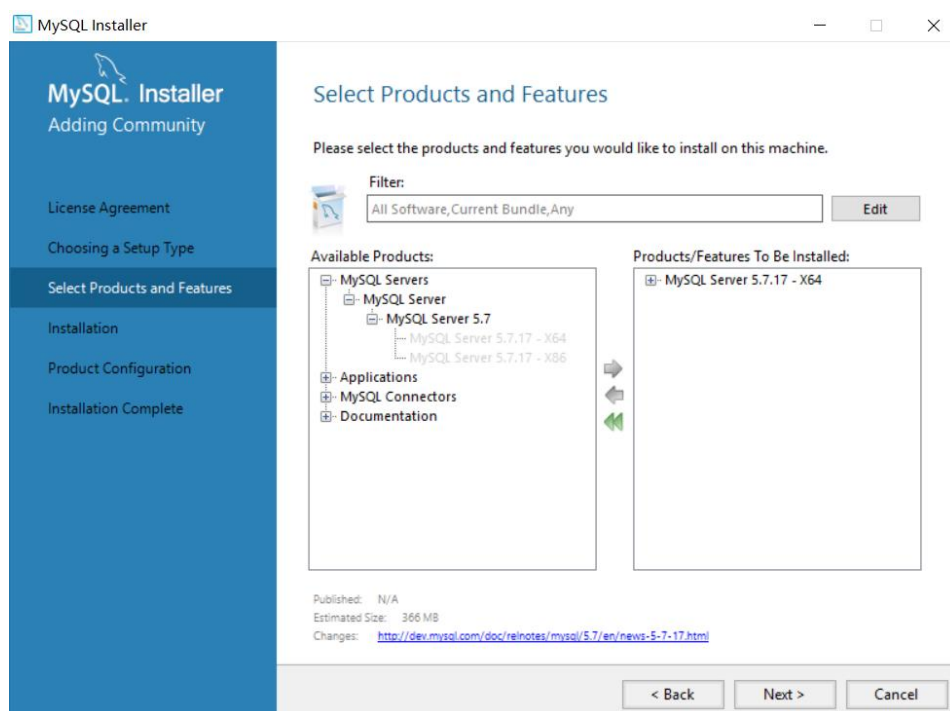 MySQL Installer
MySQL. Installer
Adding Community
License Agreement
Choosing a Setup Type
Select Products and Features
Installation
Product Configuration
Installation Complete
Select Products and Features
Please select the products and features you would like to install on this machine.
Filter:
All Software,Current Bundle,Any
Edit
Available Products:
MySQL Servers
MySQL Server
MySQL Server 5.7
MySQL Server 5.7.17 - X64
MySQL Server 5.7.17 - X86
Applications
MySQL Connectors
Documentation
Products/Features To Be Installed:
MySQL Server 5.7.17 - X64
Published: N/A
Estimated Size: 366 MB
Changes: http://dev.mysql.com/doc/relnotes/mysql/5.7/en/news-5-7-17.html
< Back
Next >
Cancel